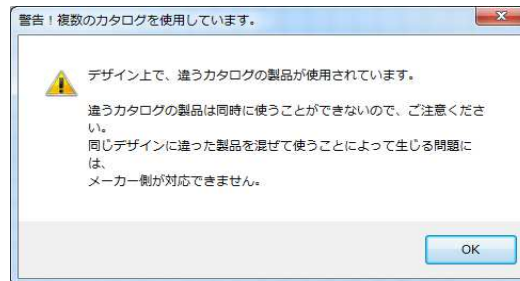 警告！複数のカタログを使用しています。
デザイン上で、違うカタログの製品が使用されています。
違うカタログの製品は同時に使うことができないので、ご注意くださ
い。
同じデザインに違った製品を混ぜて使うことによって生じる問題に
は、
メーカー側が対応できません。
OK